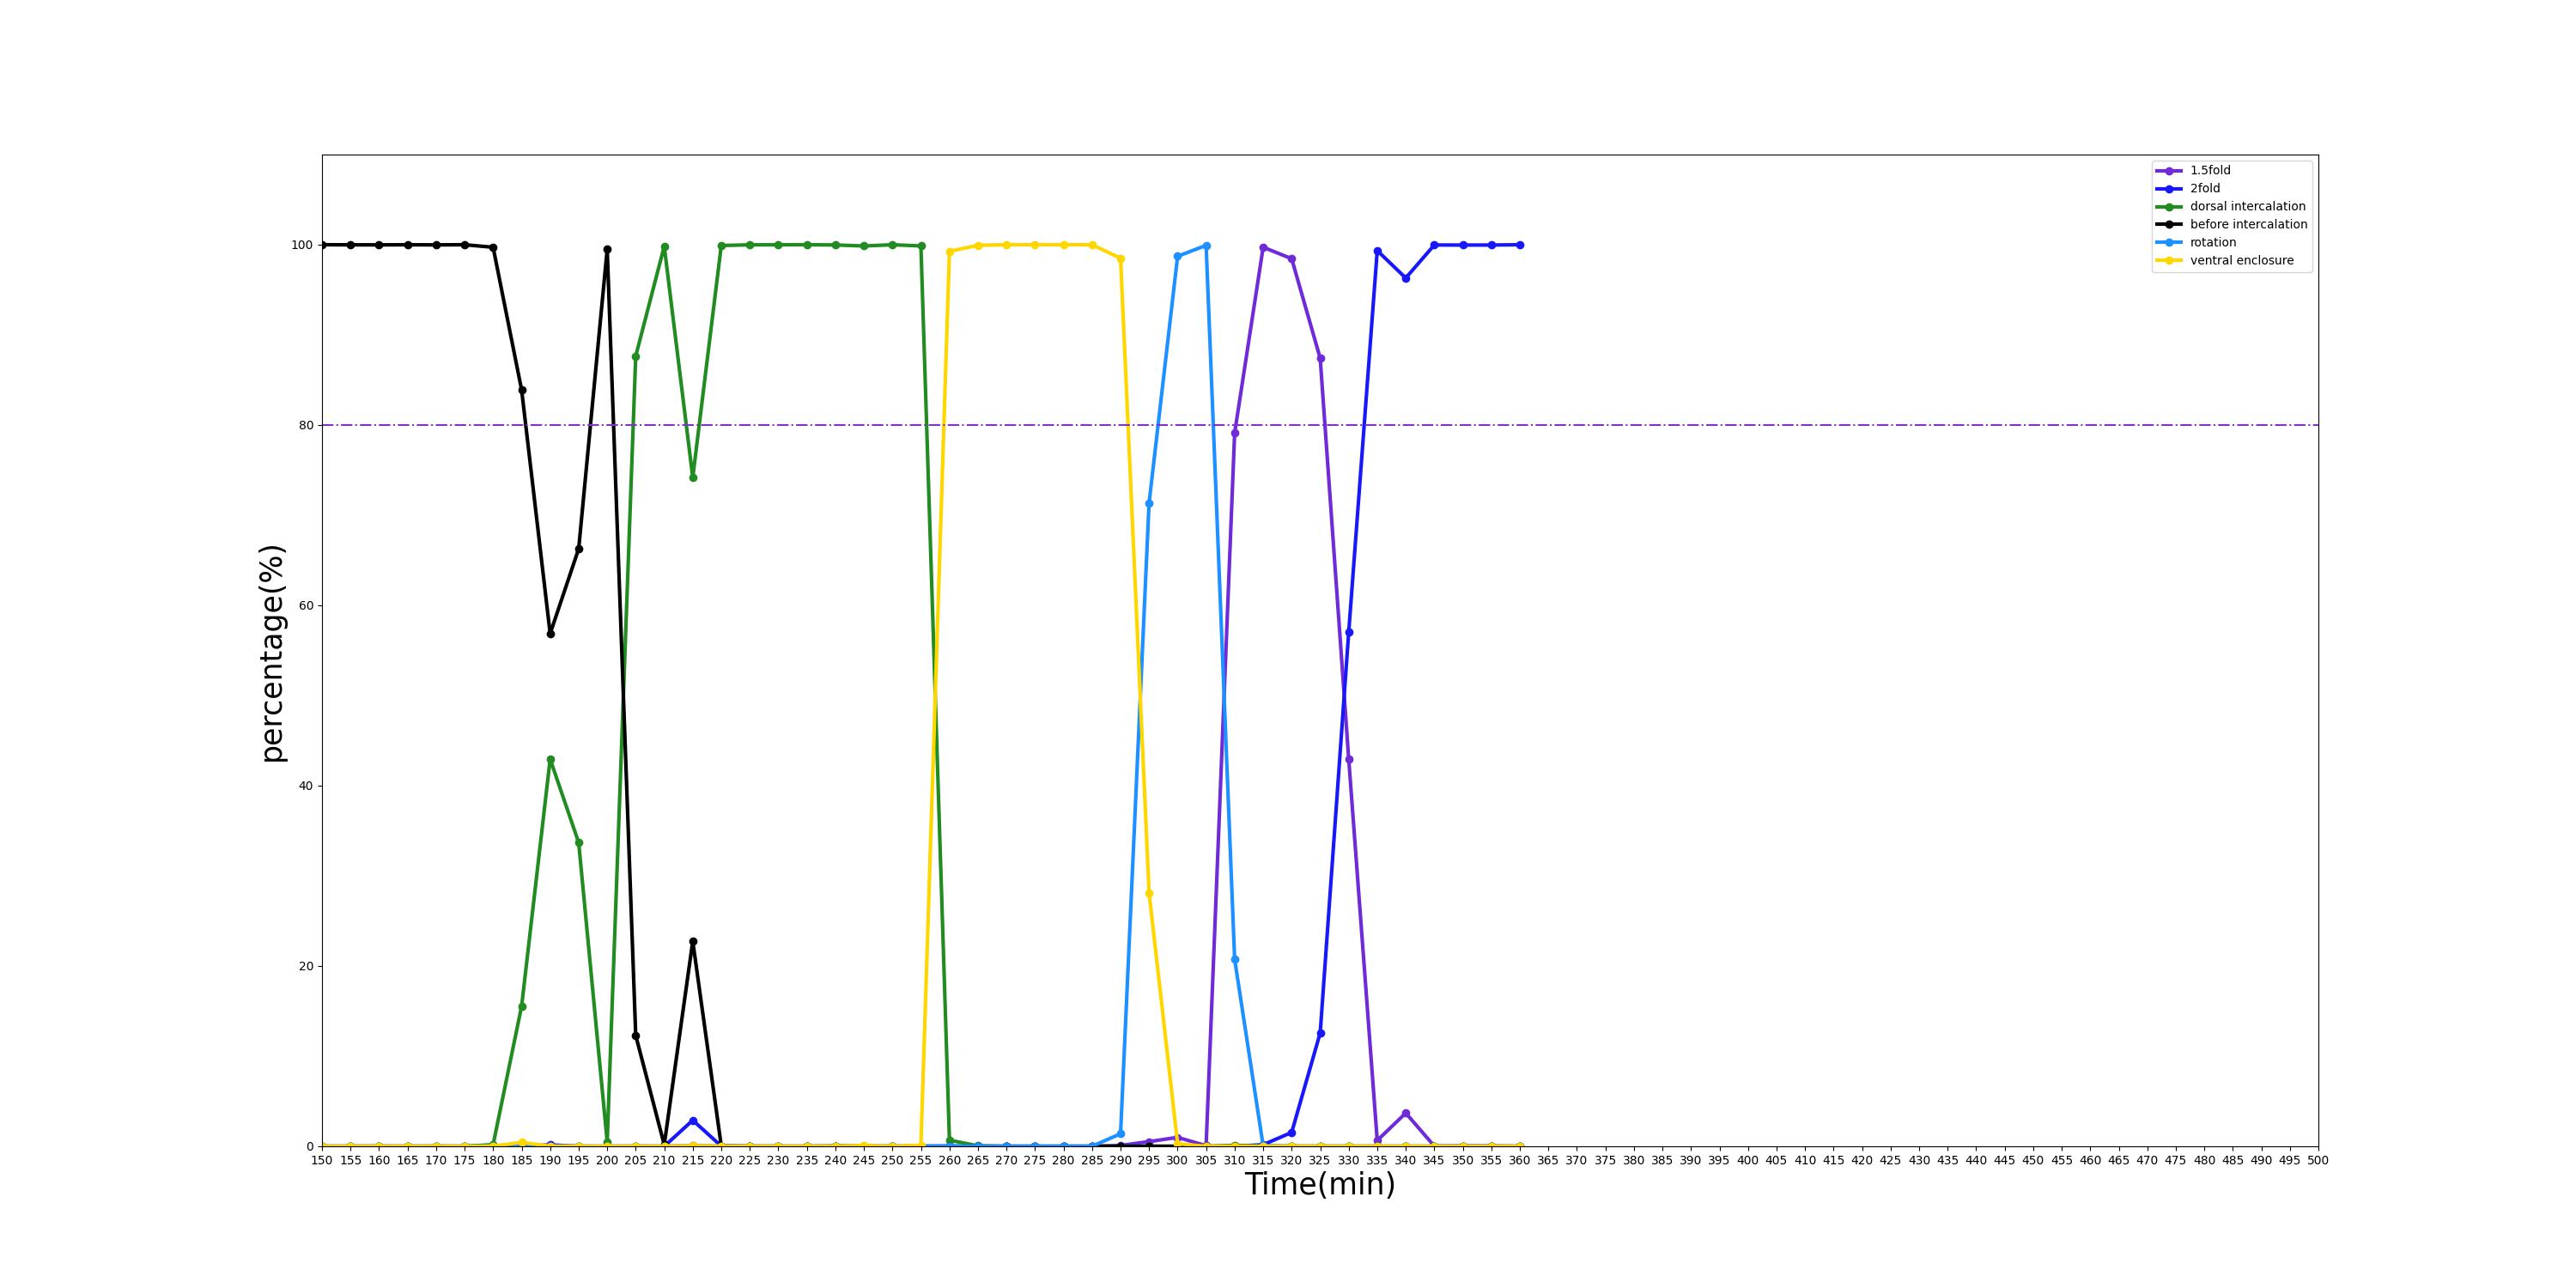 1.5fold
2fold
dorsal intercalation
before intercalation
rotation
ventral enclosure
100
80
60
40
20
0
percentage(%)
150 155 160 165 170 175 180 185 190 195 200 205 210 215 220 225 230 235 240 245 250 255 260 265 270 275 280 285 290 295 300 305 310 315 320 325 330 335 340 345 350 355 360 365 370 375 380 385 390 395 400 405 410 415 420 425 430 435 440 445 450 455 460 465 470 475 480 485 490 495 500
Time(min)